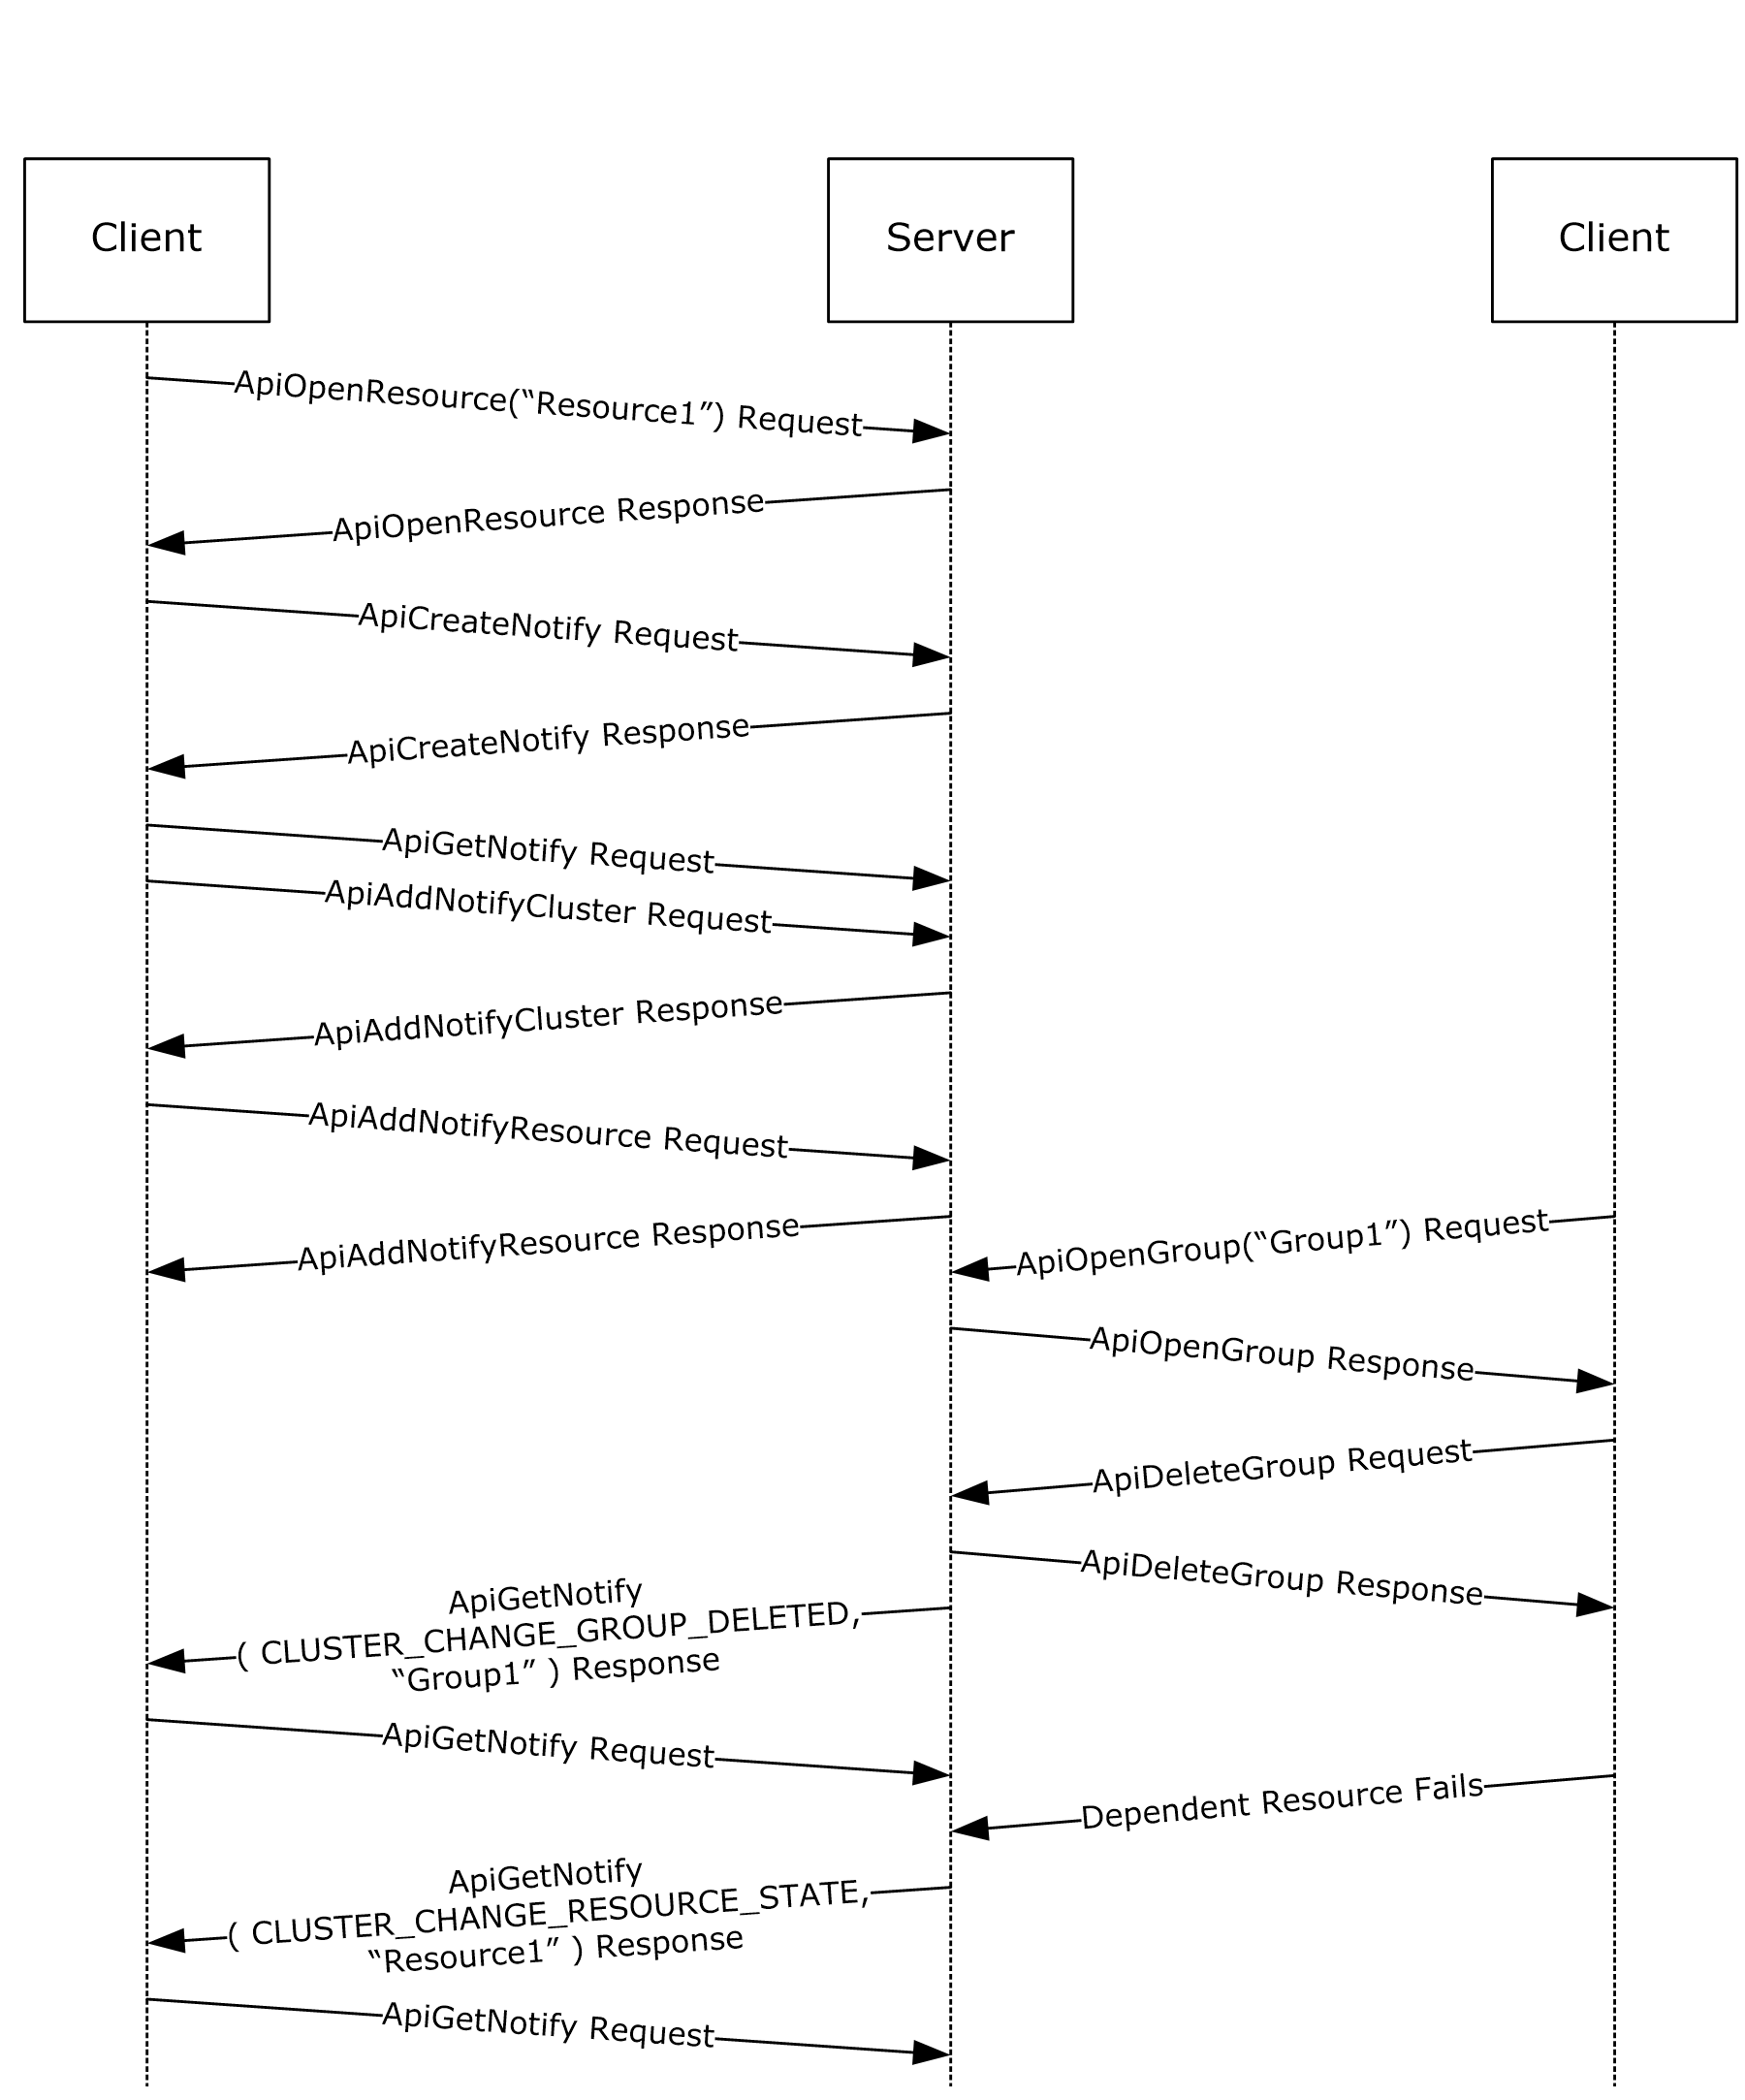 Client
Server
Client
ApiOpenResource(“Resource1”) Request
ApiOpenResource Response
ApiCreateNotify Request
ApiCreateNotify Response
ApiGetNotify Request
ApiAddNotifyCluster Request
ApiAddNotifyCluster Response
ApiAddNotifyResource Request
ApiAddNotifyResource Response
ApiOpenGroup(“Group1”) Request
ApiOpenGroup Response
ApiDeleteGroup Request
ApiDeleteGroup Response
ApiGetNotify
( CLUSTER_CHANGE_GROUP_DELETED,
“Group1” ) Response
ApiGetNotify Request
Dependent Resource Fails
ApiGetNotify
( CLUSTER_CHANGE_RESOURCE_STATE,
“Resource1” ) Response
ApiGetNotify Request